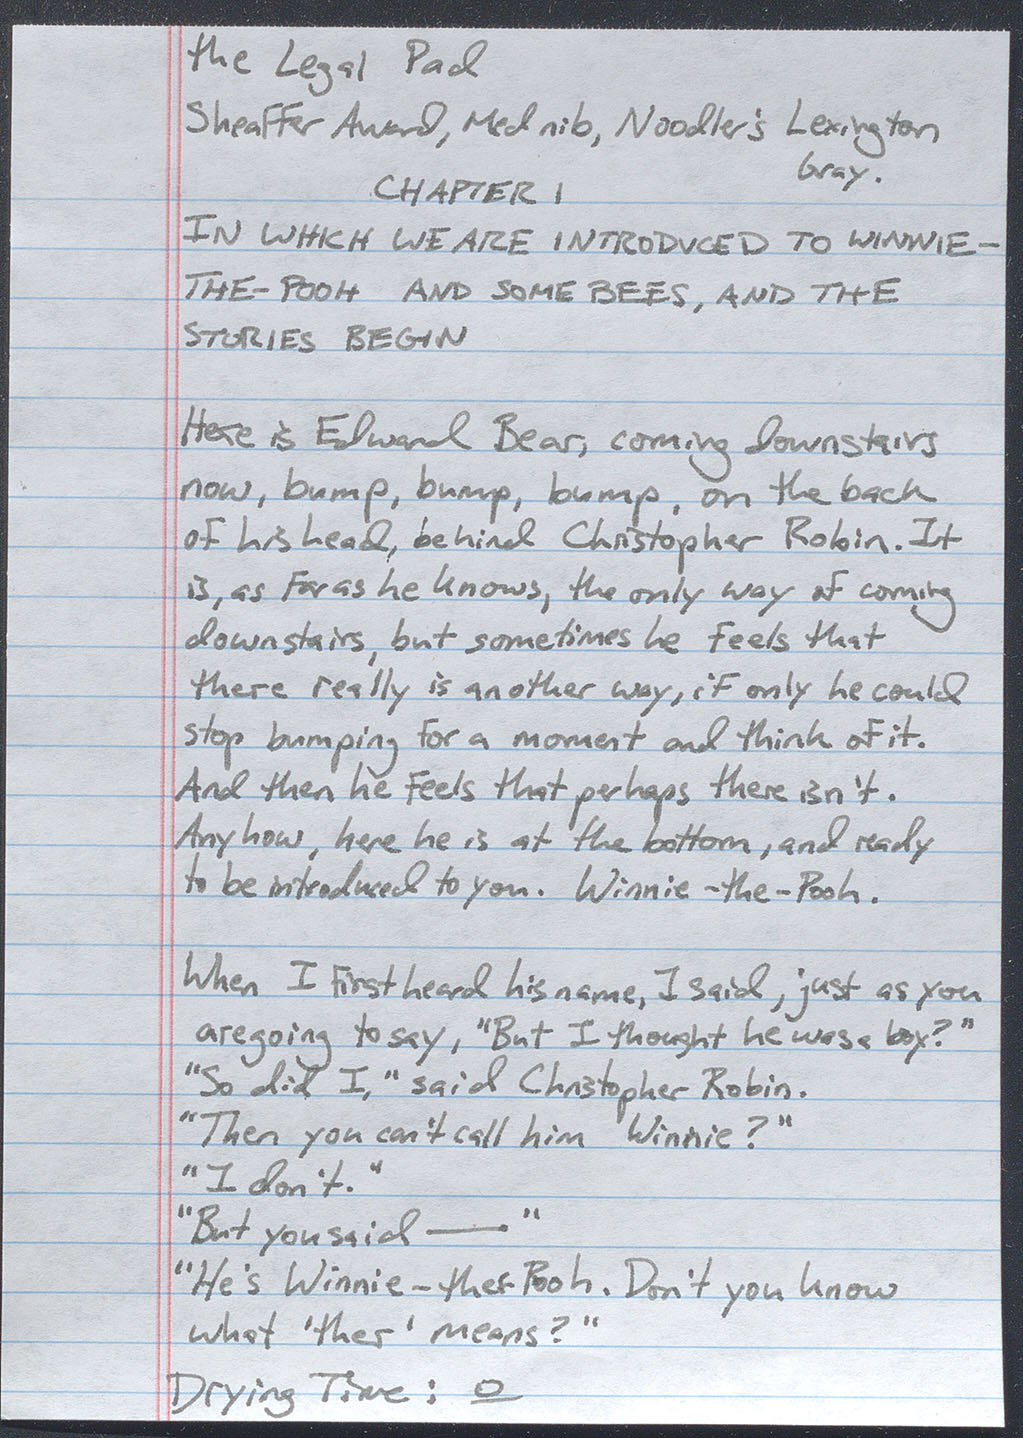 the Legal Pad
Sheaffer Award, Med nib, Noodler's Lexington
Gray.
CHAPTER 1
IN WHICH WE ARE INTRODUCED TO WINNIE-
THE-POOH AND SOME BEES, AND THE
STORIES BEGIN
Here is Edward Bear, coming downstairs
now, bump, bump, bump, on the back
of his head, behind Christopher Robin. It
is, as far as he knows, the only way of coming
downstairs, but sometimes he feels that
there really is another way, if only he could
stop bumping for a moment and think of it.
And then he feels that perhaps there isn't.
Anyhow, here he is at the bottom, and ready
to be introduced to you. Winnie-the-Pooh.
When I first heard his name, I said, just as you
are going to say, "But I thought he was a boy?"
"So did I," said Christopher Robin.
"Then you can't call him Winnie?"
"I don't."
"But you said ——"
"He's Winnie-ther-Pooh. Don't you know
what 'ther' means?"
Drying Time: 0